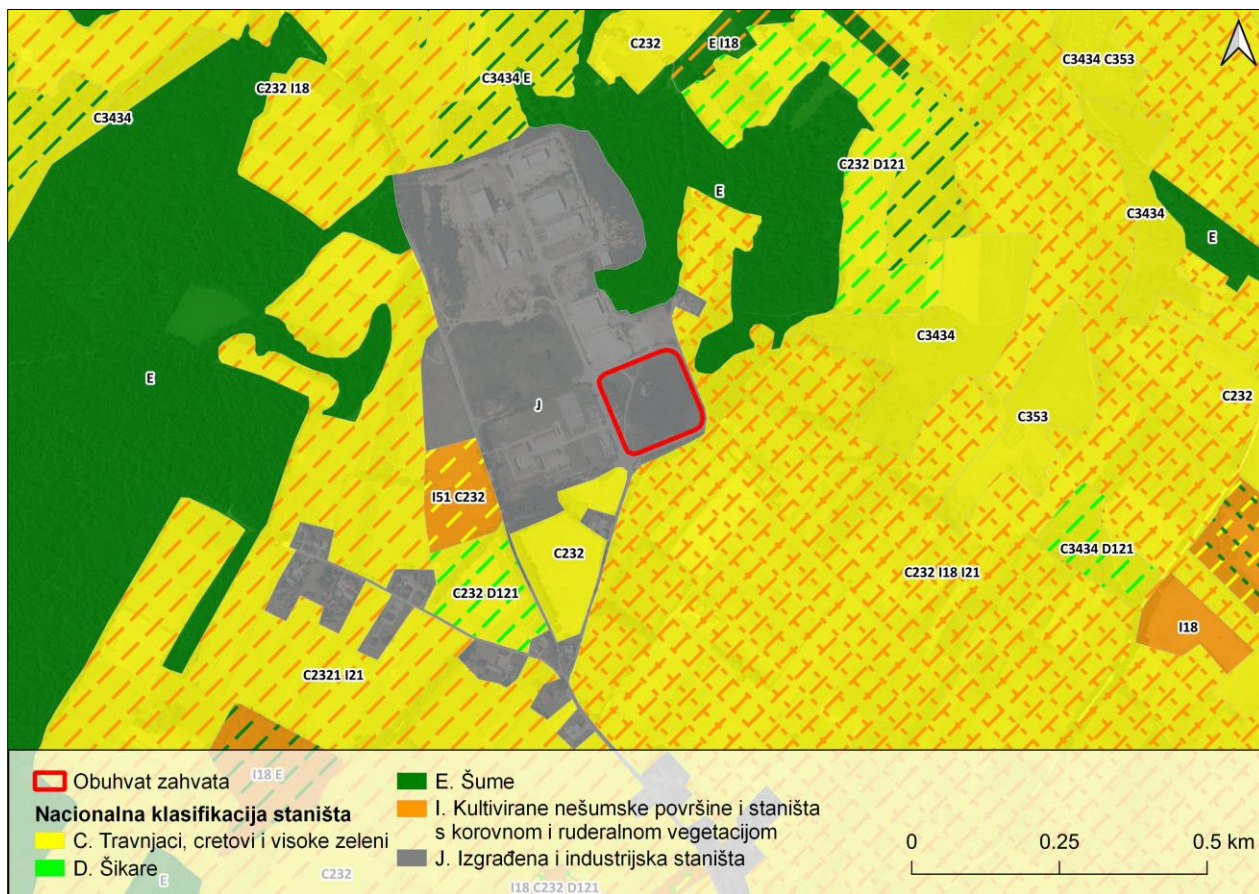 C232
E I18
C3434 C353
C3434 E
C232 I18
C3434
C232 D121
E
C3434
E
C3434
E
C232
J
C353
I51 C232
C232
C3434 D121
C232 I18 I21
C232 D121
I18
C2321 I21
I18 E
Obuhvat zahvata
Nacionalna klasifikacija staništa
C. Travnjaci, cretovi i visoke zeleni
D. Šikare
E. Šume
I. Kultivirane nešumske površine i staništa
s korovnom i ruderalnom vegetacijom
J. Izgrađena i industrijska staništa
0 0.25 0.5 km
E
C232
I18 C232 D121